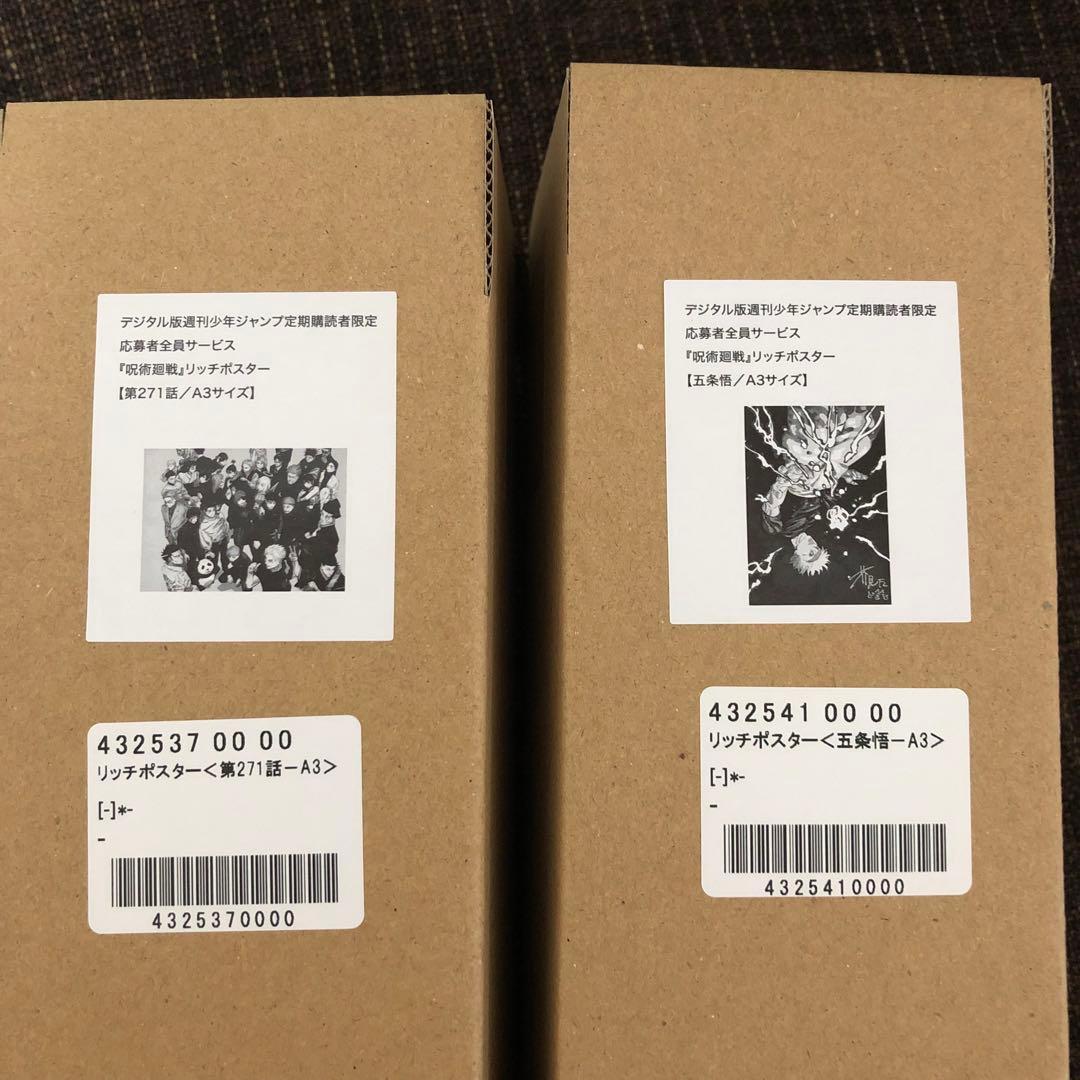 デジタル版週刊少年ジャンプ定期購読者限定
応募者全員サービス
『呪術廻戦』リッチポスター
【第271話／A3サイズ】
432537 00 00
リッチポスター＜第271話－A3＞
[-]*-
-
4325370000
デジタル版週刊少年ジャンプ定期購読者限定
応募者全員サービス
『呪術廻戦』リッチポスター
【五条悟／A3サイズ】
432541 00 00
リッチポスター＜五条悟－A3＞
[-]*-
-
4325410000